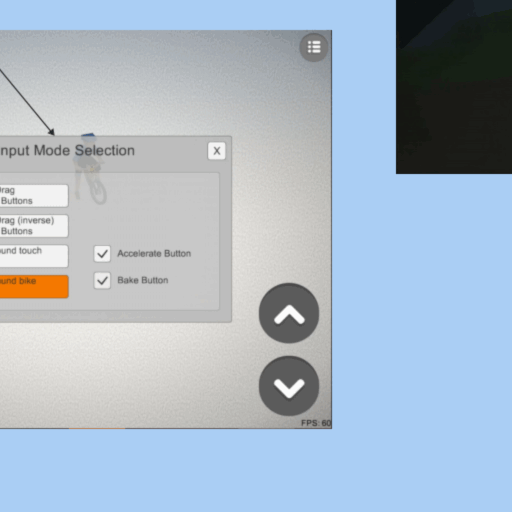 nput Mode Selection
X
Drag
Buttons
Drag (inverse)
Buttons
und touch
Accelerate Button
und bike
Bake Button
FPS: 60